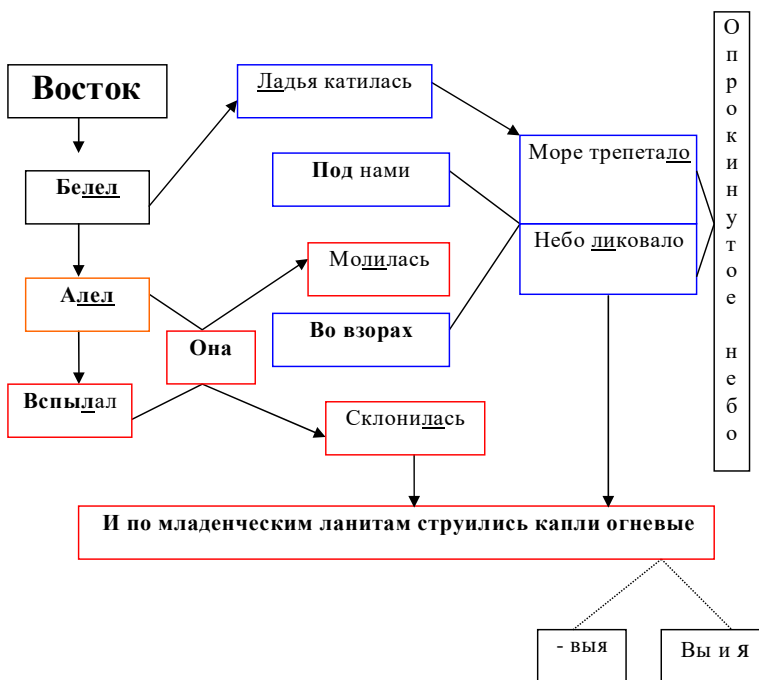 Восток
Ладья катилась
Море трепетало
Под нами
Белел
Небо ликовало
Молилась
Алел
Во взорах
Она
Вспылал
Склонилась
Опрокинутое небо
И по младенческим ланитам струились капли огневые
- выя
Вы и я